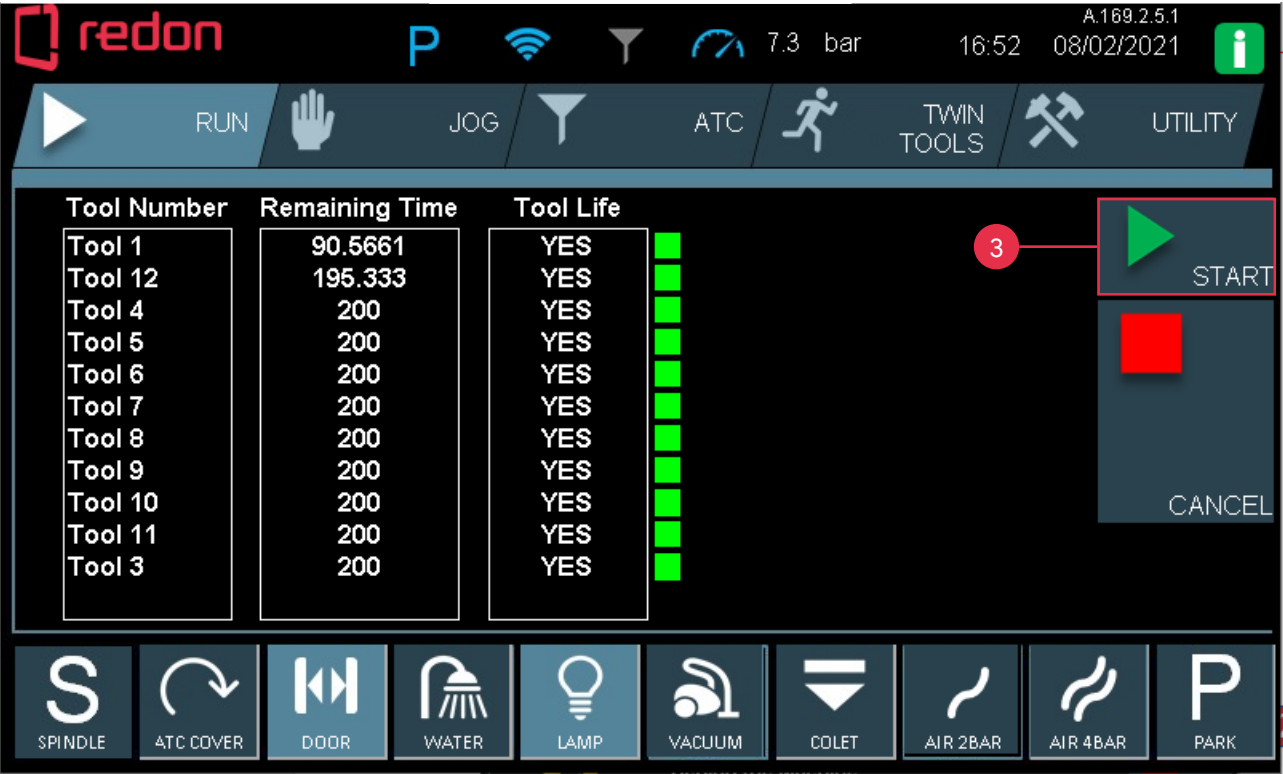 redon
P
7.3 bar
A.169.2.5.1
16:52 08/02/2021
i
RUN
JOG
ATC
TWIN
TOOLS
UTILITY
Tool Number Remaining Time Tool Life
Tool 1 90.5661 YES
Tool 12 195.333 YES
Tool 4 200 YES
Tool 5 200 YES
Tool 6 200 YES
Tool 7 200 YES
Tool 8 200 YES
Tool 9 200 YES
Tool 10 200 YES
Tool 11 200 YES
Tool 3 200 YES
3
START
CANCEL
S
SPINDLE
ATC COVER
DOOR
WATER
LAMP
VACUUM
COLET
AIR 2BAR
AIR 4BAR
P
PARK